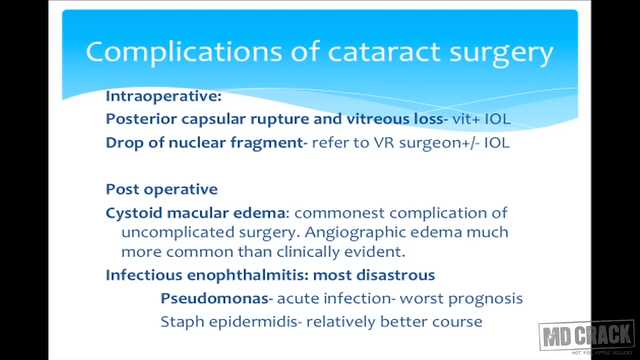 Complications of cataract surgery
Intraoperative:
Posterior capsular rupture and vitreous loss- vit+ IOL
Drop of nuclear fragment- refer to VR surgeon+/- IOL
Post operative
Cystoid macular edema: commonest complication of
uncomplicated surgery. Angiographic edema much
more common than clinically evident.
Infectious enophthalmitis: most disastrous
Pseudomonas- acute infection- worst prognosis
Staph epidermidis- relatively better course
MD CRACK